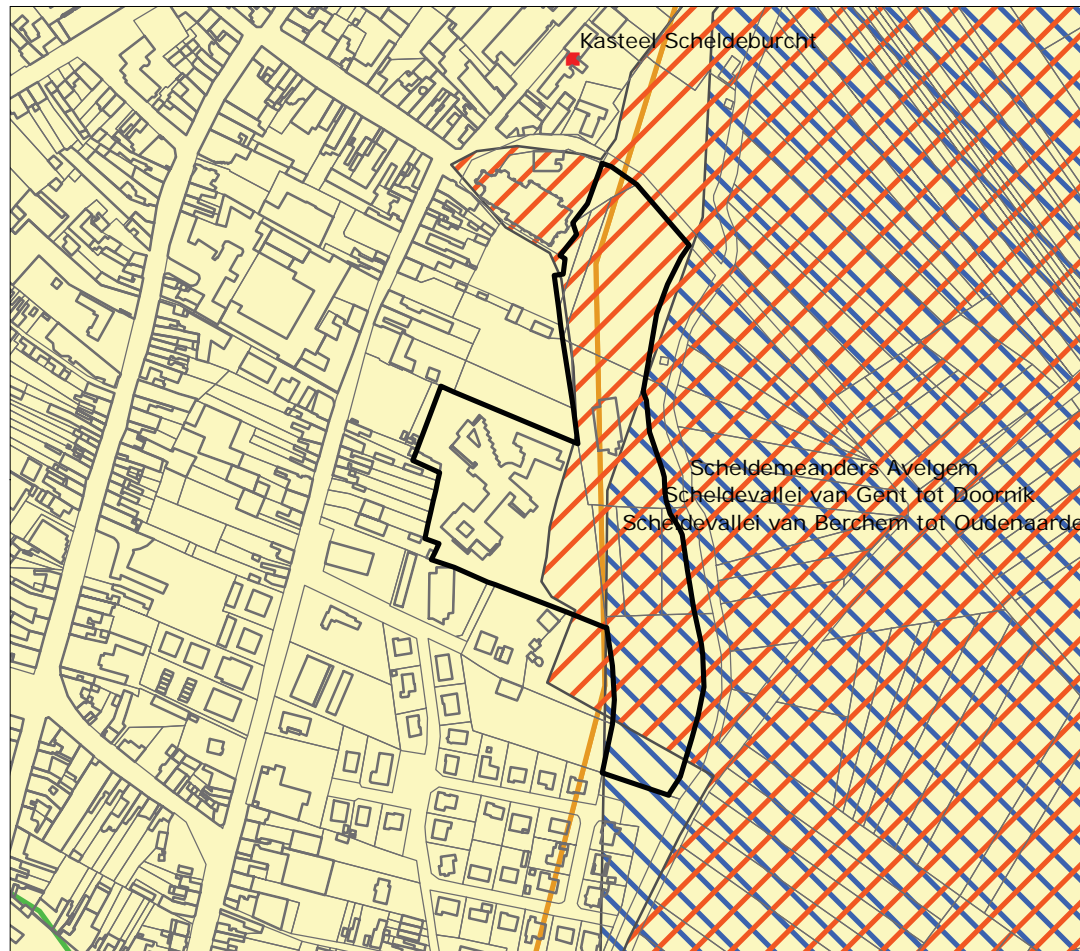 Kasteel Scheldeburcht
Scheldemeanders Avelgem
Scheldevallei van Gent tot Doornik
Scheldevallei van Berchem tot Oudenaarde